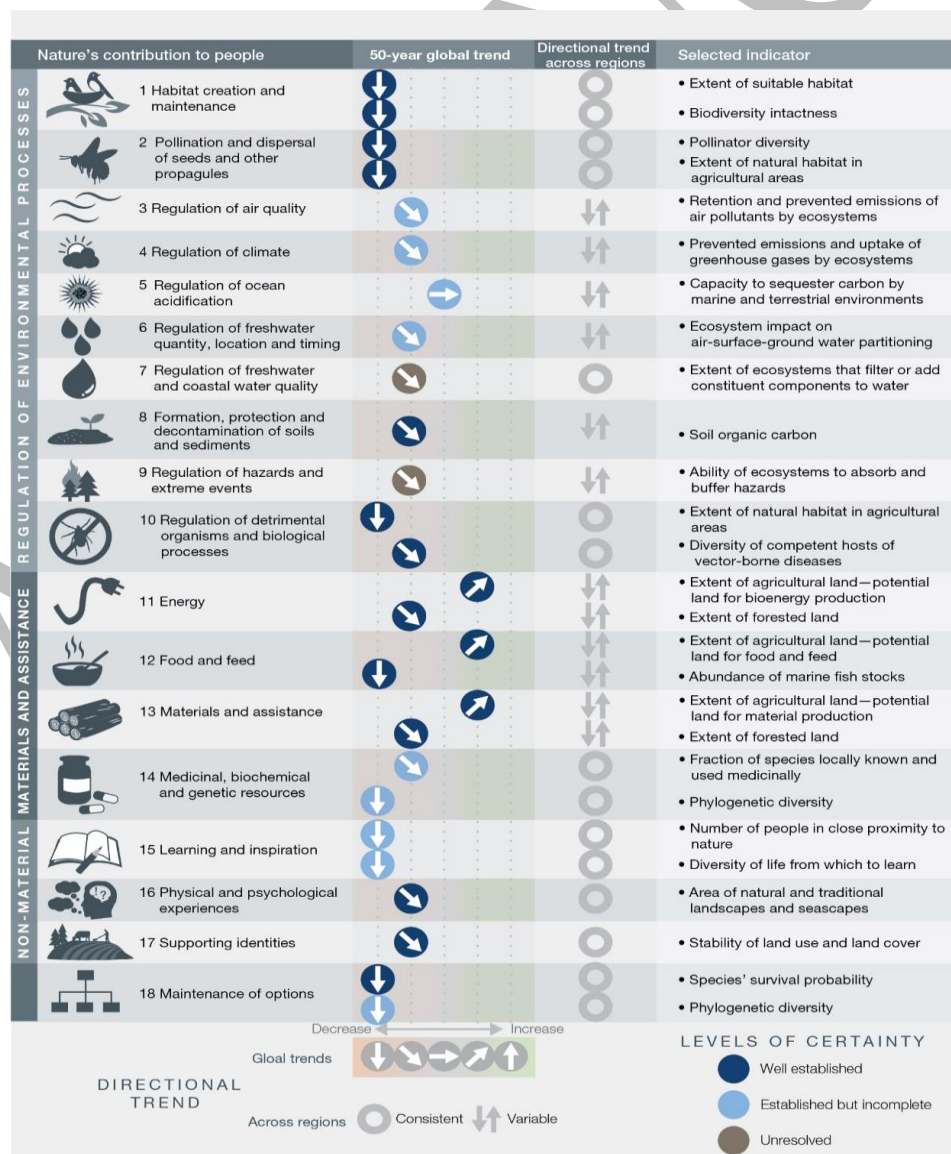 Nature's contribution to people
50-year global trend
Directional trend
across regions
Selected indicator
REGULATION OF ENVIRONMENTAL PROCESSES
1 Habitat creation and
maintenance
• Extent of suitable habitat
• Biodiversity intactness
2 Pollination and dispersal
of seeds and other
propagules
• Pollinator diversity
• Extent of natural habitat in
agricultural areas
3 Regulation of air quality
• Retention and prevented emissions of
air pollutants by ecosystems
4 Regulation of climate
• Prevented emissions and uptake of
greenhouse gases by ecosystems
5 Regulation of ocean
acidification
• Capacity to sequester carbon by
marine and terrestrial environments
6 Regulation of freshwater
quantity, location and timing
• Ecosystem impact on
air-surface-ground water partitioning
7 Regulation of freshwater
and coastal water quality
• Extent of ecosystems that filter or add
constituent components to water
8 Formation, protection and
decontamination of soils
and sediments
• Soil organic carbon
9 Regulation of hazards and
extreme events
• Ability of ecosystems to absorb and
buffer hazards
10 Regulation of detrimental
organisms and biological
processes
• Extent of natural habitat in agricultural
areas
• Diversity of competent hosts of
vector-borne diseases
MATERIALS AND ASSISTANCE
11 Energy
• Extent of agricultural land—potential
land for bioenergy production
• Extent of forested land
12 Food and feed
• Extent of agricultural land—potential
land for food and feed
• Abundance of marine fish stocks
13 Materials and assistance
• Extent of agricultural land—potential
land for material production
• Extent of forested land
14 Medicinal, biochemical
and genetic resources
• Fraction of species locally known and
used medicinally
• Phylogenetic diversity
NON-MATERIAL
15 Learning and inspiration
• Number of people in close proximity to
nature
• Diversity of life from which to learn
16 Physical and psychological
experiences
!?
• Area of natural and traditional
landscapes and seascapes
17 Supporting identities
• Stability of land use and land cover
18 Maintenance of options
• Species' survival probability
• Phylogenetic diversity
Decrease
Increase
Gloal trends
DIRECTIONAL
TREND
Across regions
Consistent
Variable
LEVELS OF CERTAINTY
Well established
Established but incomplete
Unresolved